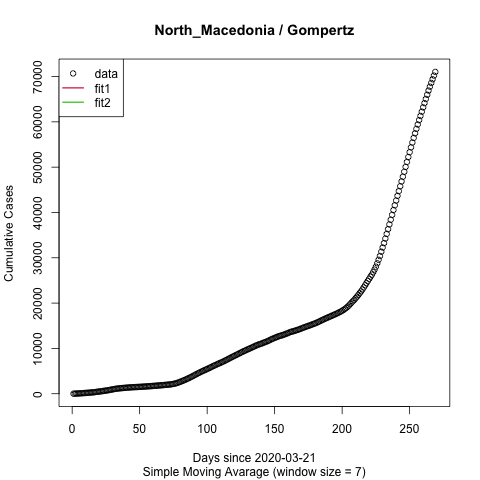 North_Macedonia / Gompertz
data
fit1
fit2
Cumulative Cases
70000
60000
50000
40000
30000
20000
10000
0
0 50 100 150 200 250
Days since 2020-03-21
Simple Moving Avarage (window size = 7)